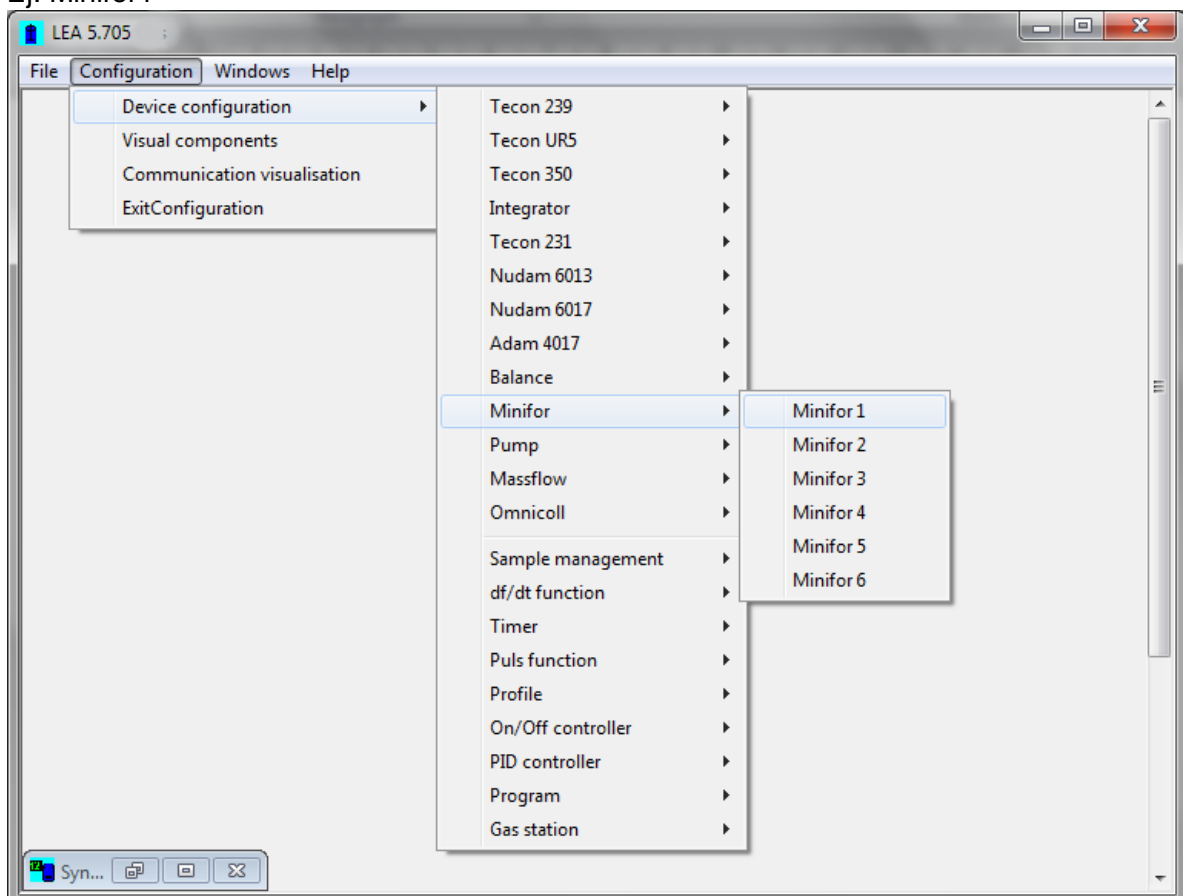 LEA 5.705
File Configuration Windows Help
Device configuration
Visual components
Communication visualisation
ExitConfiguration
Tecon 239
Tecon UR5
Tecon 350
Integrator
Tecon 231
Nudam 6013
Nudam 6017
Adam 4017
Balance
Minifor
Pump
Massflow
Omnicoll
Sample management
df/dt function
Timer
Puls function
Profile
On/Off controller
PID controller
Program
Gas station
Minifor 1
Minifor 2
Minifor 3
Minifor 4
Minifor 5
Minifor 6
Syn...